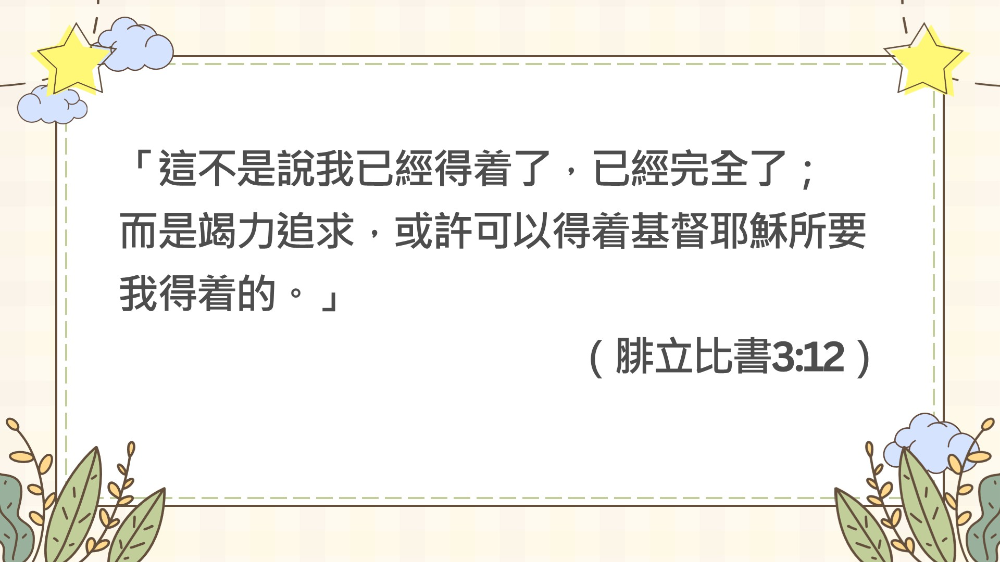 「這不是說我已經得着了，已經完全了；
而是竭力追求，或許可以得着基督耶穌所要
我得着的。」
（腓立比書3:12）